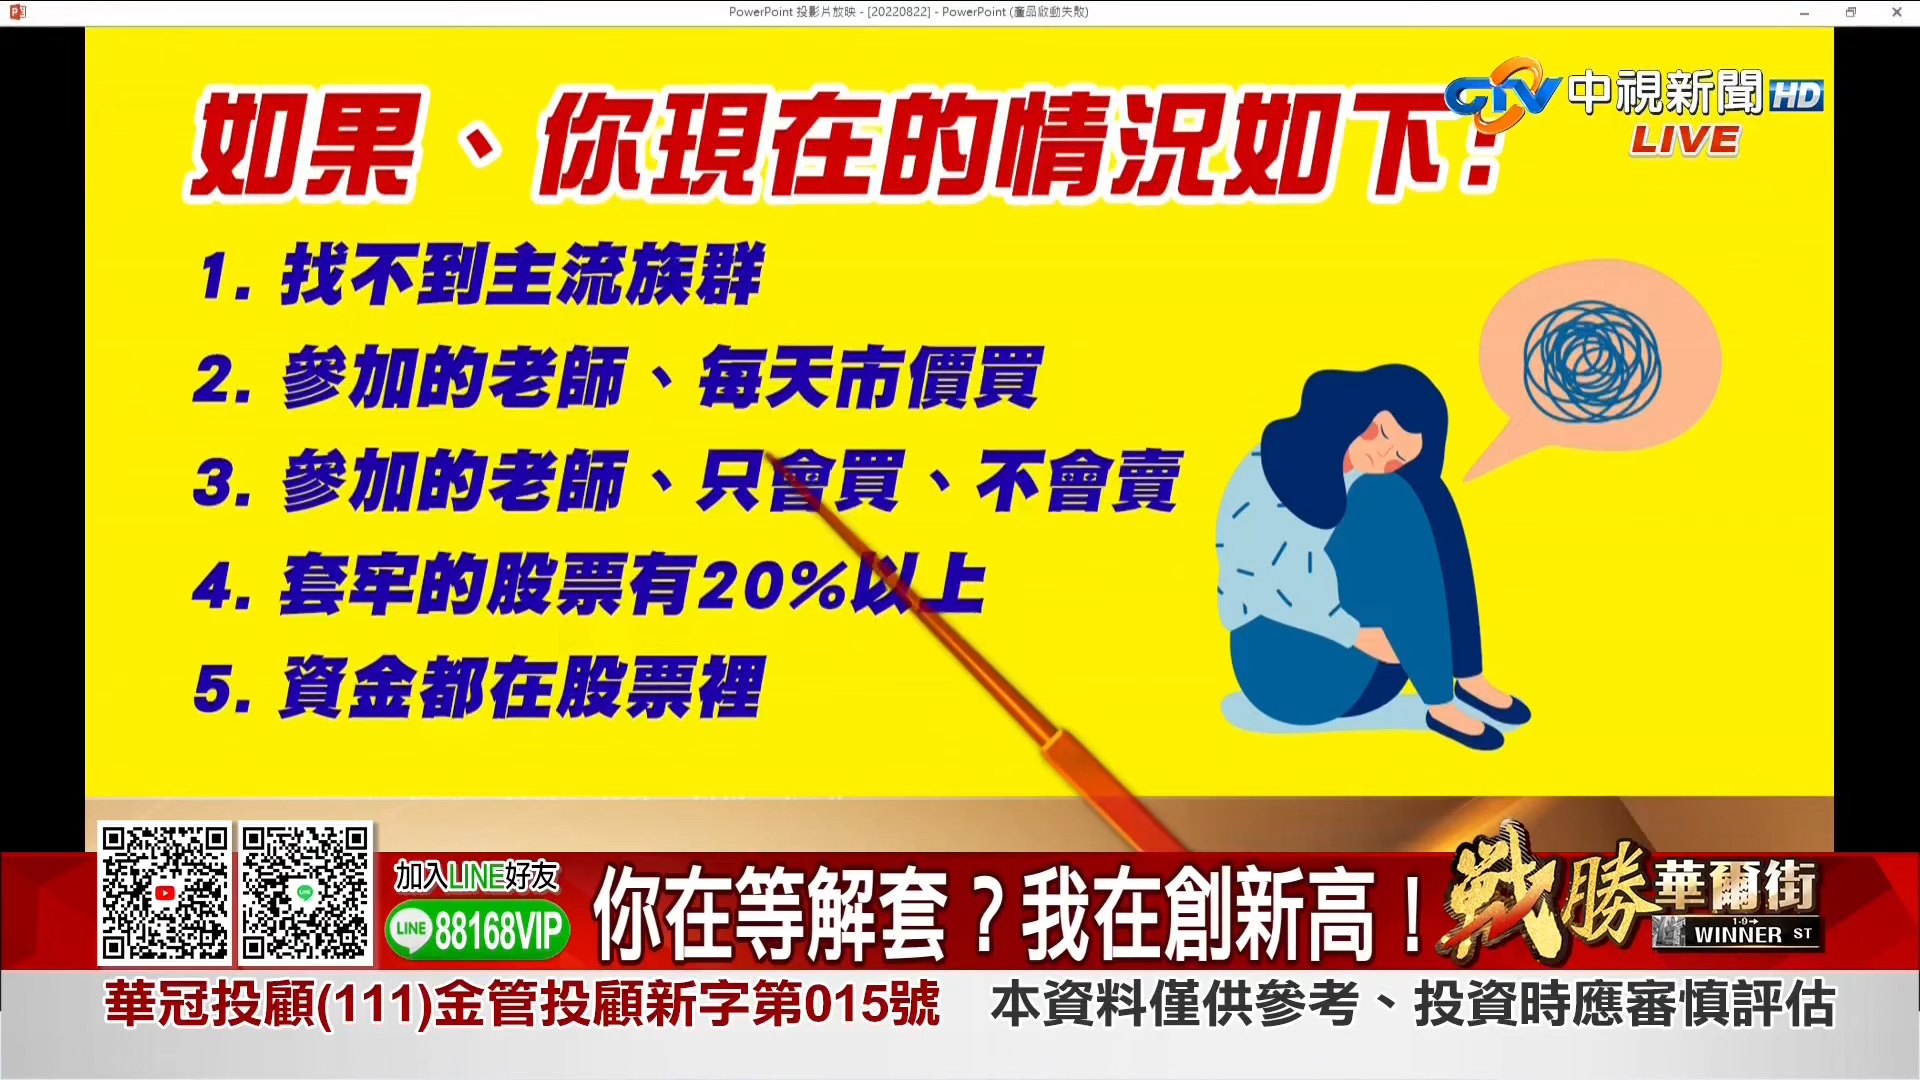 PowerPoint 投影片放映 - [20220822] - PowerPoint (產品啟動失敗)
如果、你現在的情況如下：
CTV 中視新聞 HD
LIVE
1. 找不到主流族群
2. 參加的老師、每天市價買
3. 參加的老師、只會買、不會賣
4. 套牢的股票有20%以上
5. 資金都在股票裡
加入LINE好友
LINE 88168VIP
你在等解套？我在創新高！
戰勝華爾街
WINNER ST
華冠投顧(111)金管投顧新字第015號 本資料僅供參考、投資時應審慎評估